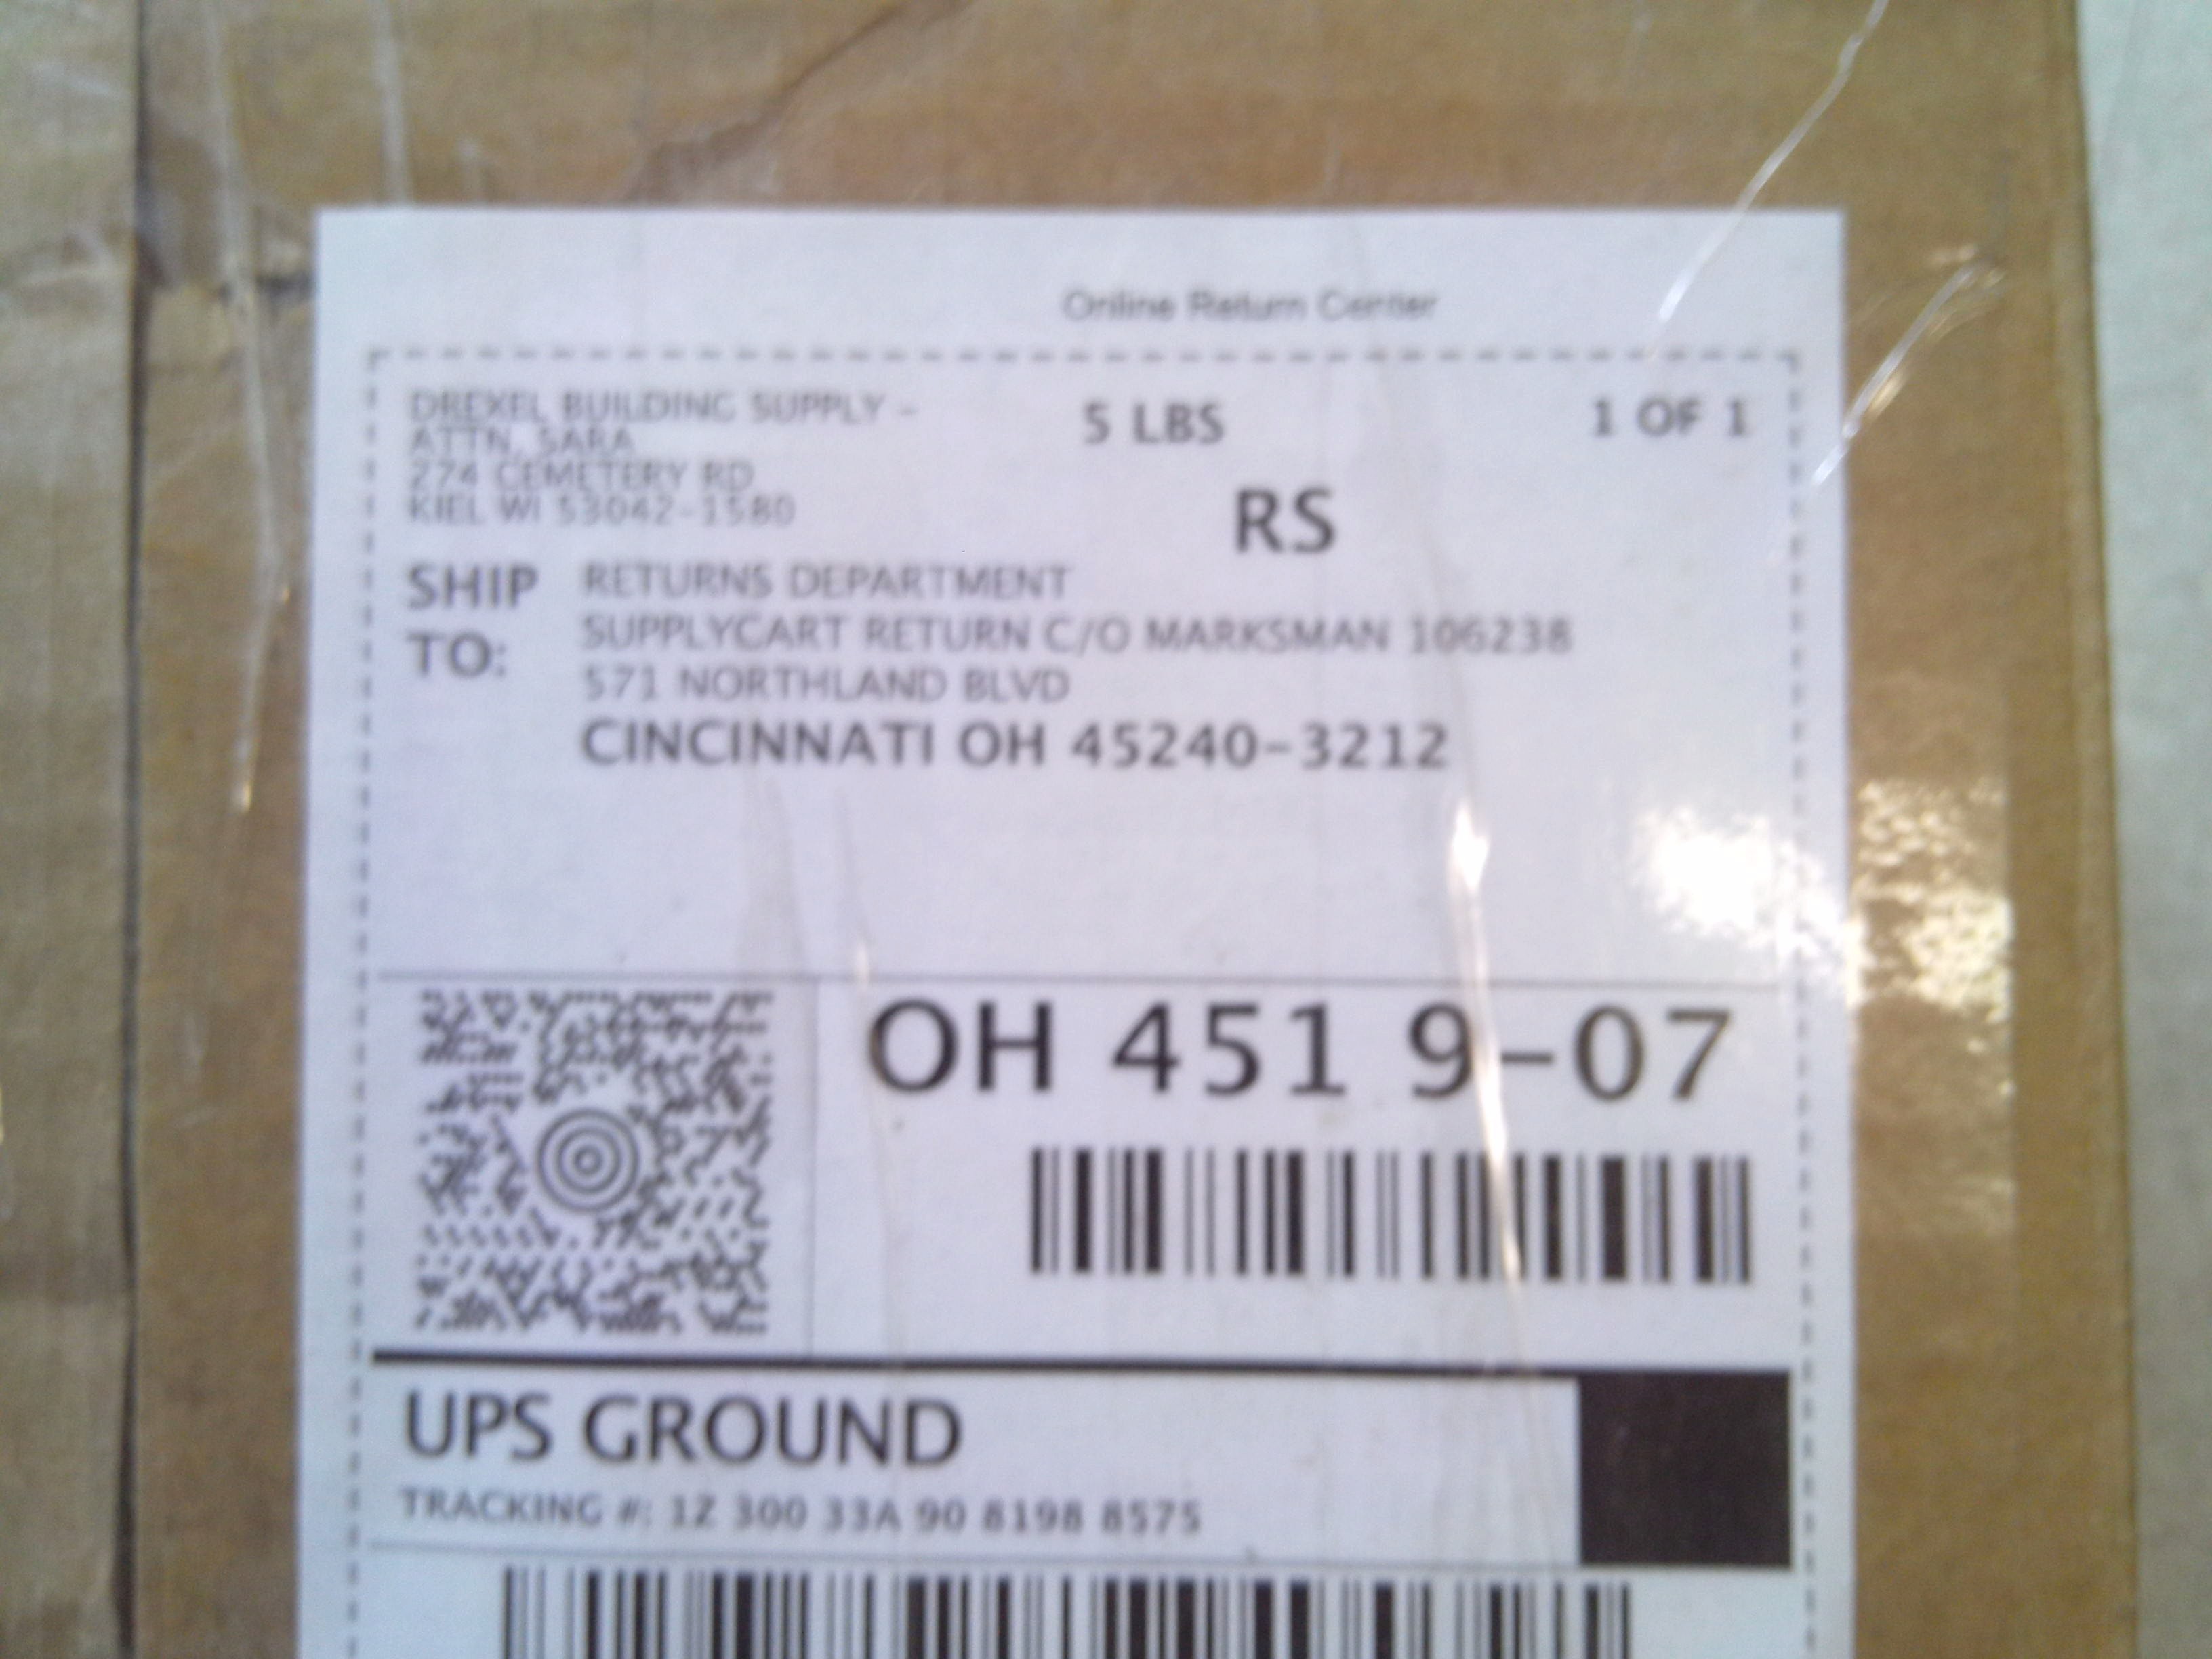 Online Return Center
DREXEL BUILDING SUPPLY -
ATTN, SARA
274 CEMETERY RD
KIEL WI 53042-1580
5 LBS
1 OF 1
RS
SHIP TO:
RETURNS DEPARTMENT
SUPPLYCART RETURN C/O MARKSMAN 106238
571 NORTHLAND BLVD
CINCINNATI OH 45240-3212
OH 451 9-07
UPS GROUND
TRACKING #: 1Z 300 33A 90 8198 8575